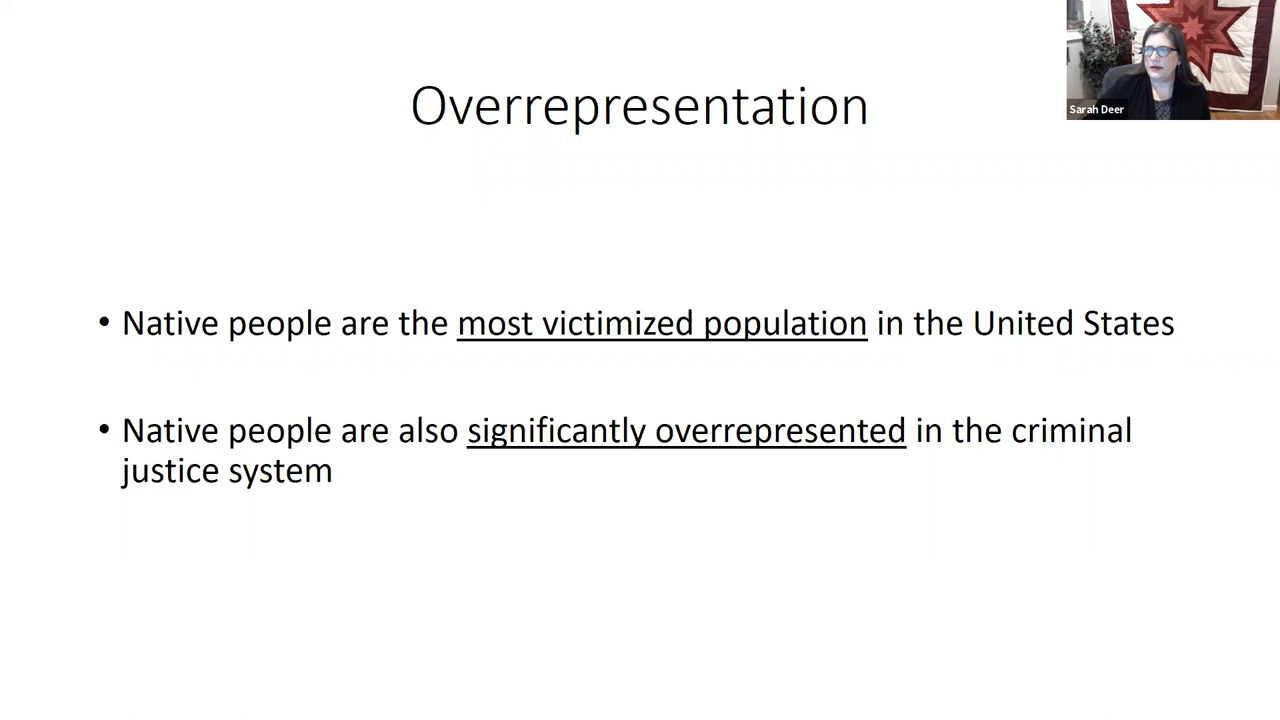 Overrepresentation
Sarah Deer
• Native people are the most victimized population in the United States
• Native people are also significantly overrepresented in the criminal
justice system